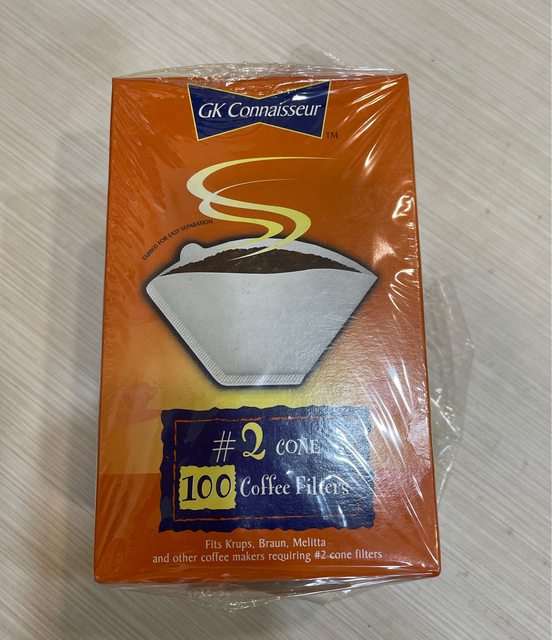 GK Connaisseur
TM
TABBED FOR EASY SEPARATION
#2 CONE
100 Coffee Filters
Fits Krups, Braun, Melitta
and other coffee makers requiring #2 cone filters